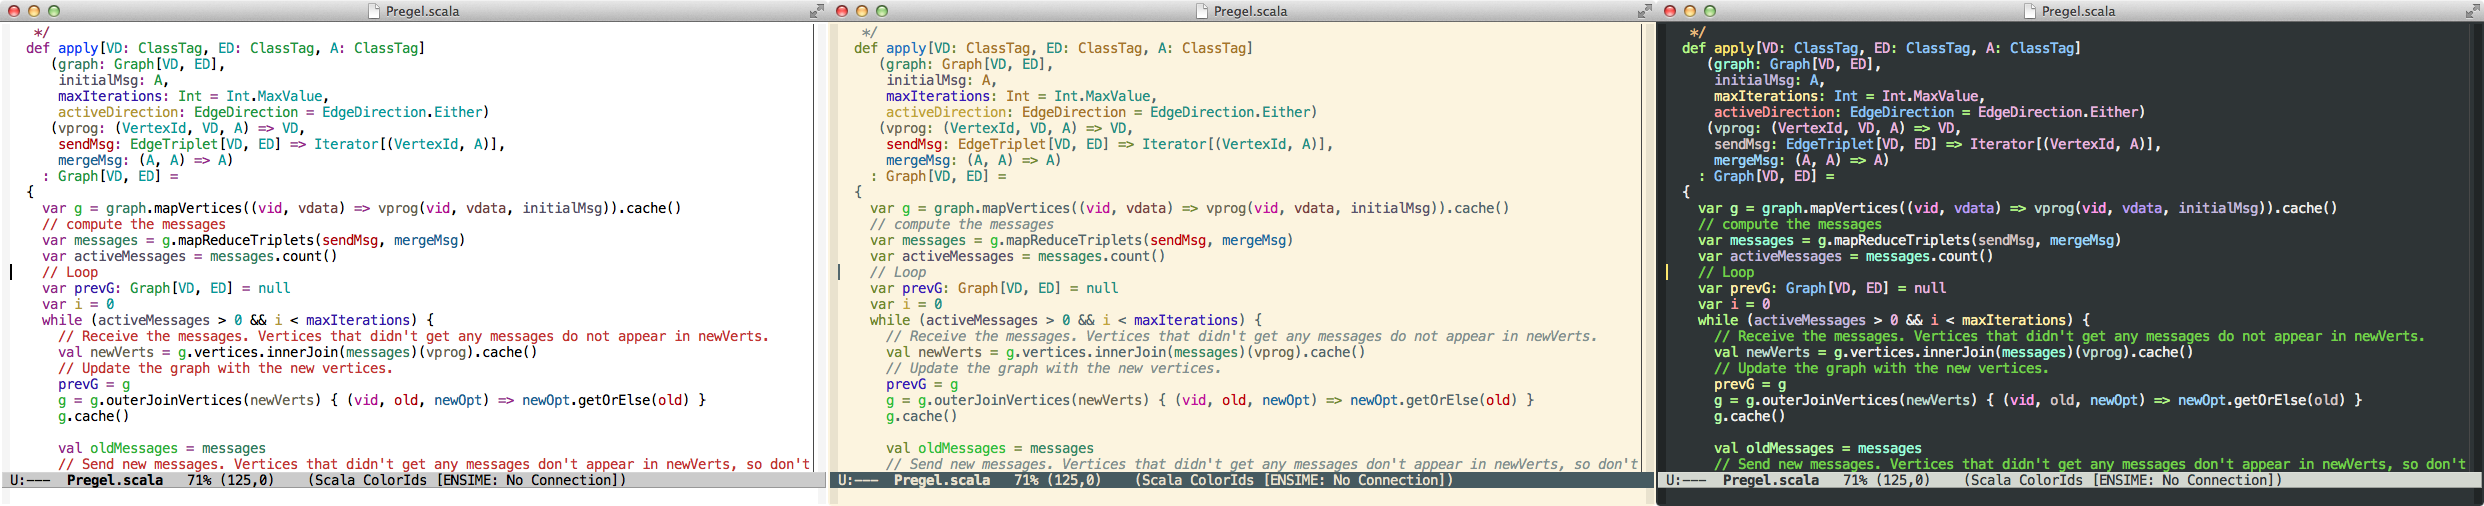 Pregel.scala
*/
def apply[VD: ClassTag, ED: ClassTag, A: ClassTag]
(graph: Graph[VD, ED],
initialMsg: A,
maxIterations: Int = Int.MaxValue,
activeDirection: EdgeDirection = EdgeDirection.Either)
(vprog: (VertexId, VD, A) => VD,
sendMsg: EdgeTriplet[VD, ED] => Iterator[(VertexId, A)],
mergeMsg: (A, A) => A)
: Graph[VD, ED] =
{
var g = graph.mapVertices((vid, vdata) => vprog(vid, vdata, initialMsg)).cache()
// compute the messages
var messages = g.mapReduceTriplets(sendMsg, mergeMsg)
var activeMessages = messages.count()
// Loop
var prevG: Graph[VD, ED] = null
var i = 0
while (activeMessages > 0 && i < maxIterations) {
// Receive the messages. Vertices that didn't get any messages do not appear in newVerts.
val newVerts = g.vertices.innerJoin(messages)(vprog).cache()
// Update the graph with the new vertices.
prevG = g
g = g.outerJoinVertices(newVerts) { (vid, old, newOpt) => newOpt.getOrElse(old) }
g.cache()
val oldMessages = messages
// Send new messages. Vertices that didn't get any messages don't appear in newVerts, so don't
U:--- Pregel.scala 71% (125,0) (Scala ColorIds [ENSIME: No Connection])
Pregel.scala
*/
def apply[VD: ClassTag, ED: ClassTag, A: ClassTag]
(graph: Graph[VD, ED],
initialMsg: A,
maxIterations: Int = Int.MaxValue,
activeDirection: EdgeDirection = EdgeDirection.Either)
(vprog: (VertexId, VD, A) => VD,
sendMsg: EdgeTriplet[VD, ED] => Iterator[(VertexId, A)],
mergeMsg: (A, A) => A)
: Graph[VD, ED] =
{
var g = graph.mapVertices((vid, vdata) => vprog(vid, vdata, initialMsg)).cache()
// compute the messages
var messages = g.mapReduceTriplets(sendMsg, mergeMsg)
var activeMessages = messages.count()
// Loop
var prevG: Graph[VD, ED] = null
var i = 0
while (activeMessages > 0 && i < maxIterations) {
// Receive the messages. Vertices that didn't get any messages do not appear in newVerts.
val newVerts = g.vertices.innerJoin(messages)(vprog).cache()
// Update the graph with the new vertices.
prevG = g
g = g.outerJoinVertices(newVerts) { (vid, old, newOpt) => newOpt.getOrElse(old) }
g.cache()
val oldMessages = messages
// Send new messages. Vertices that didn't get any messages don't appear in newVerts, so don't
U:--- Pregel.scala 71% (125,0) (Scala ColorIds [ENSIME: No Connection])
Pregel.scala
*/
def apply[VD: ClassTag, ED: ClassTag, A: ClassTag]
(graph: Graph[VD, ED],
initialMsg: A,
maxIterations: Int = Int.MaxValue,
activeDirection: EdgeDirection = EdgeDirection.Either)
(vprog: (VertexId, VD, A) => VD,
sendMsg: EdgeTriplet[VD, ED] => Iterator[(VertexId, A)],
mergeMsg: (A, A) => A)
: Graph[VD, ED] =
{
var g = graph.mapVertices((vid, vdata) => vprog(vid, vdata, initialMsg)).cache()
// compute the messages
var messages = g.mapReduceTriplets(sendMsg, mergeMsg)
var activeMessages = messages.count()
// Loop
var prevG: Graph[VD, ED] = null
var i = 0
while (activeMessages > 0 && i < maxIterations) {
// Receive the messages. Vertices that didn't get any messages do not appear in newVerts.
val newVerts = g.vertices.innerJoin(messages)(vprog).cache()
// Update the graph with the new vertices.
prevG = g
g = g.outerJoinVertices(newVerts) { (vid, old, newOpt) => newOpt.getOrElse(old) }
g.cache()
val oldMessages = messages
// Send new messages. Vertices that didn't get any messages don't appear in newVerts, so don't
U:--- Pregel.scala 71% (125,0) (Scala ColorIds [ENSIME: No Connection])